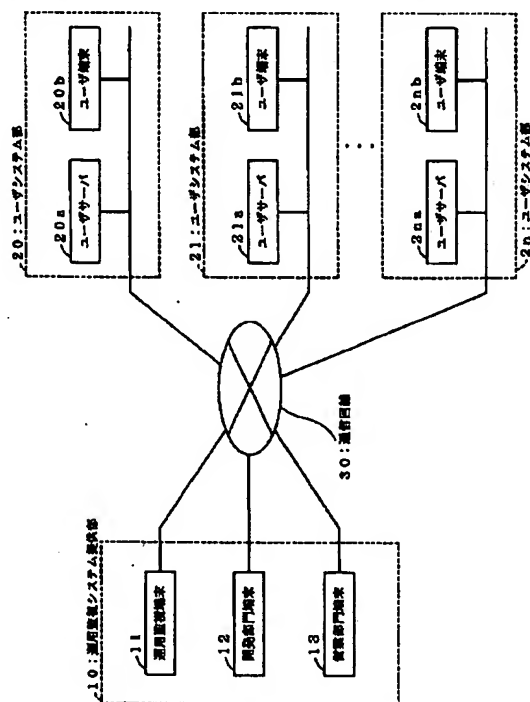 10:運用監視システム提供部
11
運用監視端末
12
開発部門端末
13
営業部門端末
30:通信回線
20:ユーザシステム部
20a
ユーザサーバ
20b
ユーザ端末
21:ユーザシステム部
21a
ユーザサーバ
21b
ユーザ端末
...
2n:ユーザシステム部
2na
ユーザサーバ
2nb
ユーザ端末